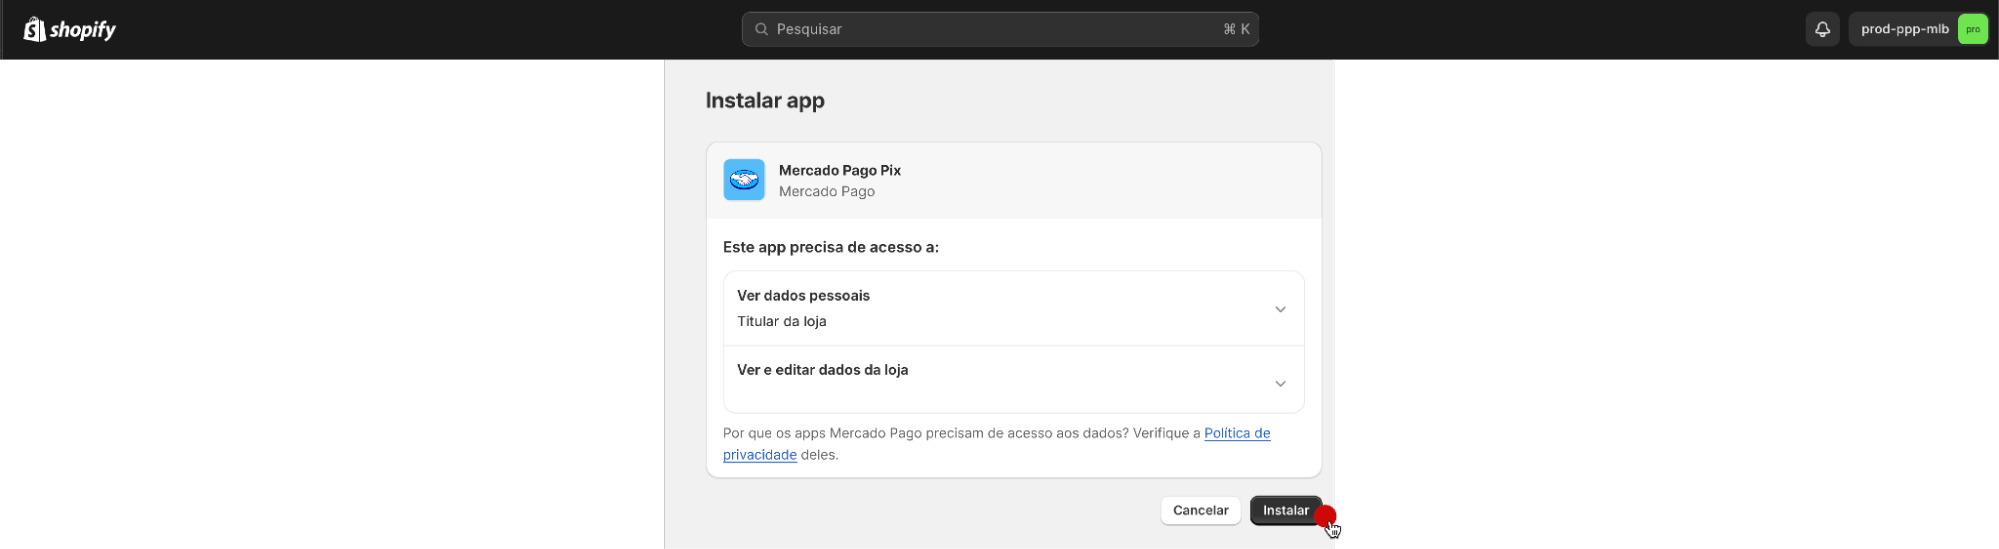 shopify
Pesquisar ⌘ K
prod-ppp-mlb pro
Instalar app
Mercado Pago Pix
Mercado Pago
Este app precisa de acesso a:
Ver dados pessoais
Titular da loja
Ver e editar dados da loja
Por que os apps Mercado Pago precisam de acesso aos dados? Verifique a Política de
privacidade deles.
Cancelar Instalar